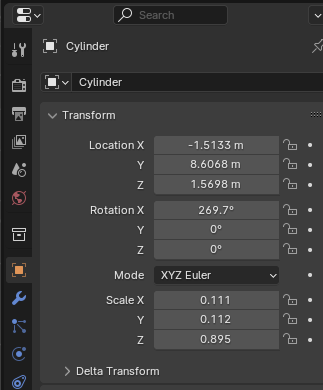 Search
Cylinder
Cylinder
Transform
Location X -1.5133 m
Y 8.6068 m
Z 1.5698 m
Rotation X 269.7°
Y 0°
Z 0°
Mode XYZ Euler
Scale X 0.111
Y 0.112
Z 0.895
Delta Transform